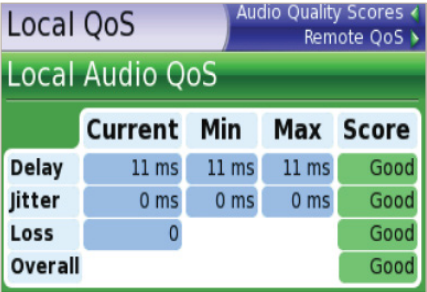 Local QoS
Audio Quality Scores
Remote QoS
Local Audio QoS
Current Min Max Score
Delay 11 ms 11 ms 11 ms Good
Jitter 0 ms 0 ms 0 ms Good
Loss 0 Good
Overall Good